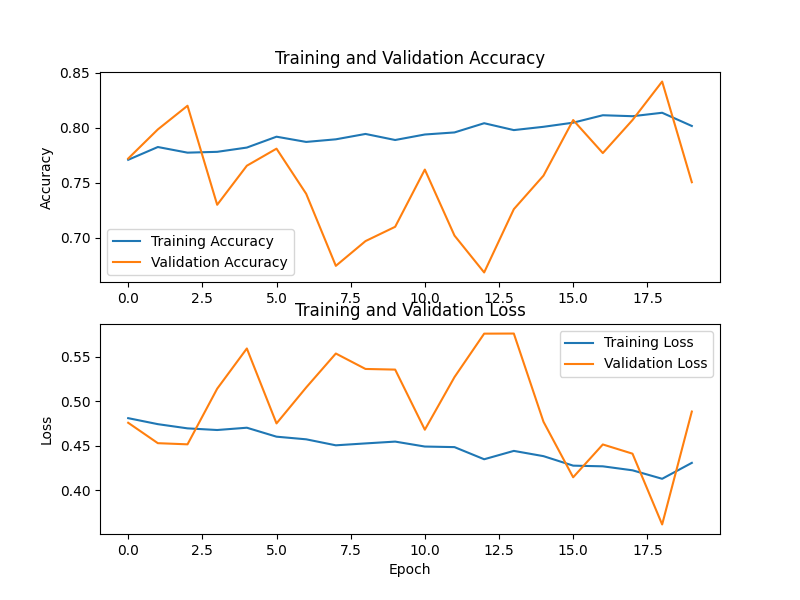 Training and Validation Accuracy
Accuracy
0.85
0.80
0.75
0.70
Training Accuracy
Validation Accuracy
0.0 2.5 5.0 7.5 10.0 12.5 15.0 17.5
Training and Validation Loss
Loss
0.55
0.50
0.45
0.40
Training Loss
Validation Loss
0.0 2.5 5.0 7.5 10.0 12.5 15.0 17.5
Epoch